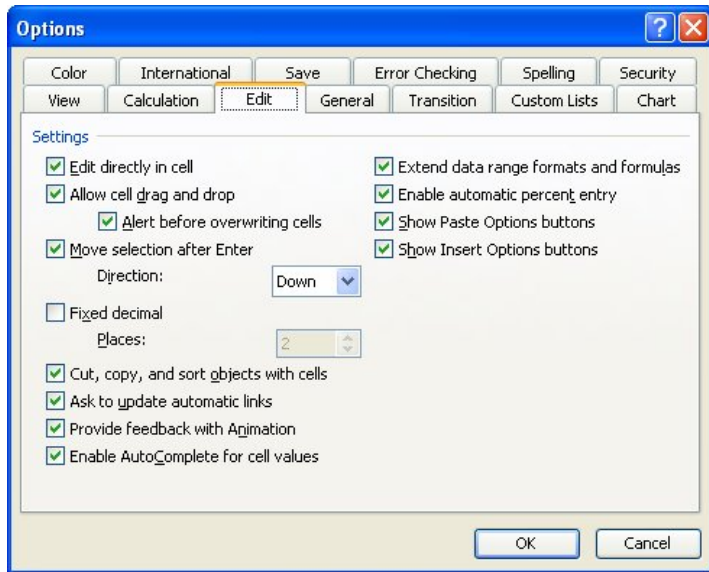 Options
Color International Save Error Checking Spelling Security
View Calculation Edit General Transition Custom Lists Chart
Settings
Edit directly in cell
Allow cell drag and drop
Alert before overwriting cells
Move selection after Enter
Direction: Down
Fixed decimal
Places: 2
Cut, copy, and sort objects with cells
Ask to update automatic links
Provide feedback with Animation
Enable AutoComplete for cell values
Extend data range formats and formulas
Enable automatic percent entry
Show Paste Options buttons
Show Insert Options buttons
OK Cancel